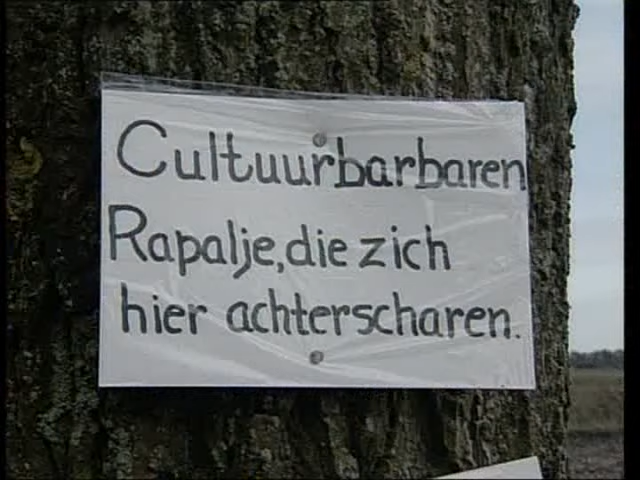 Cultuurbarbaren
Rapalje, die zich
hier achterscharen.